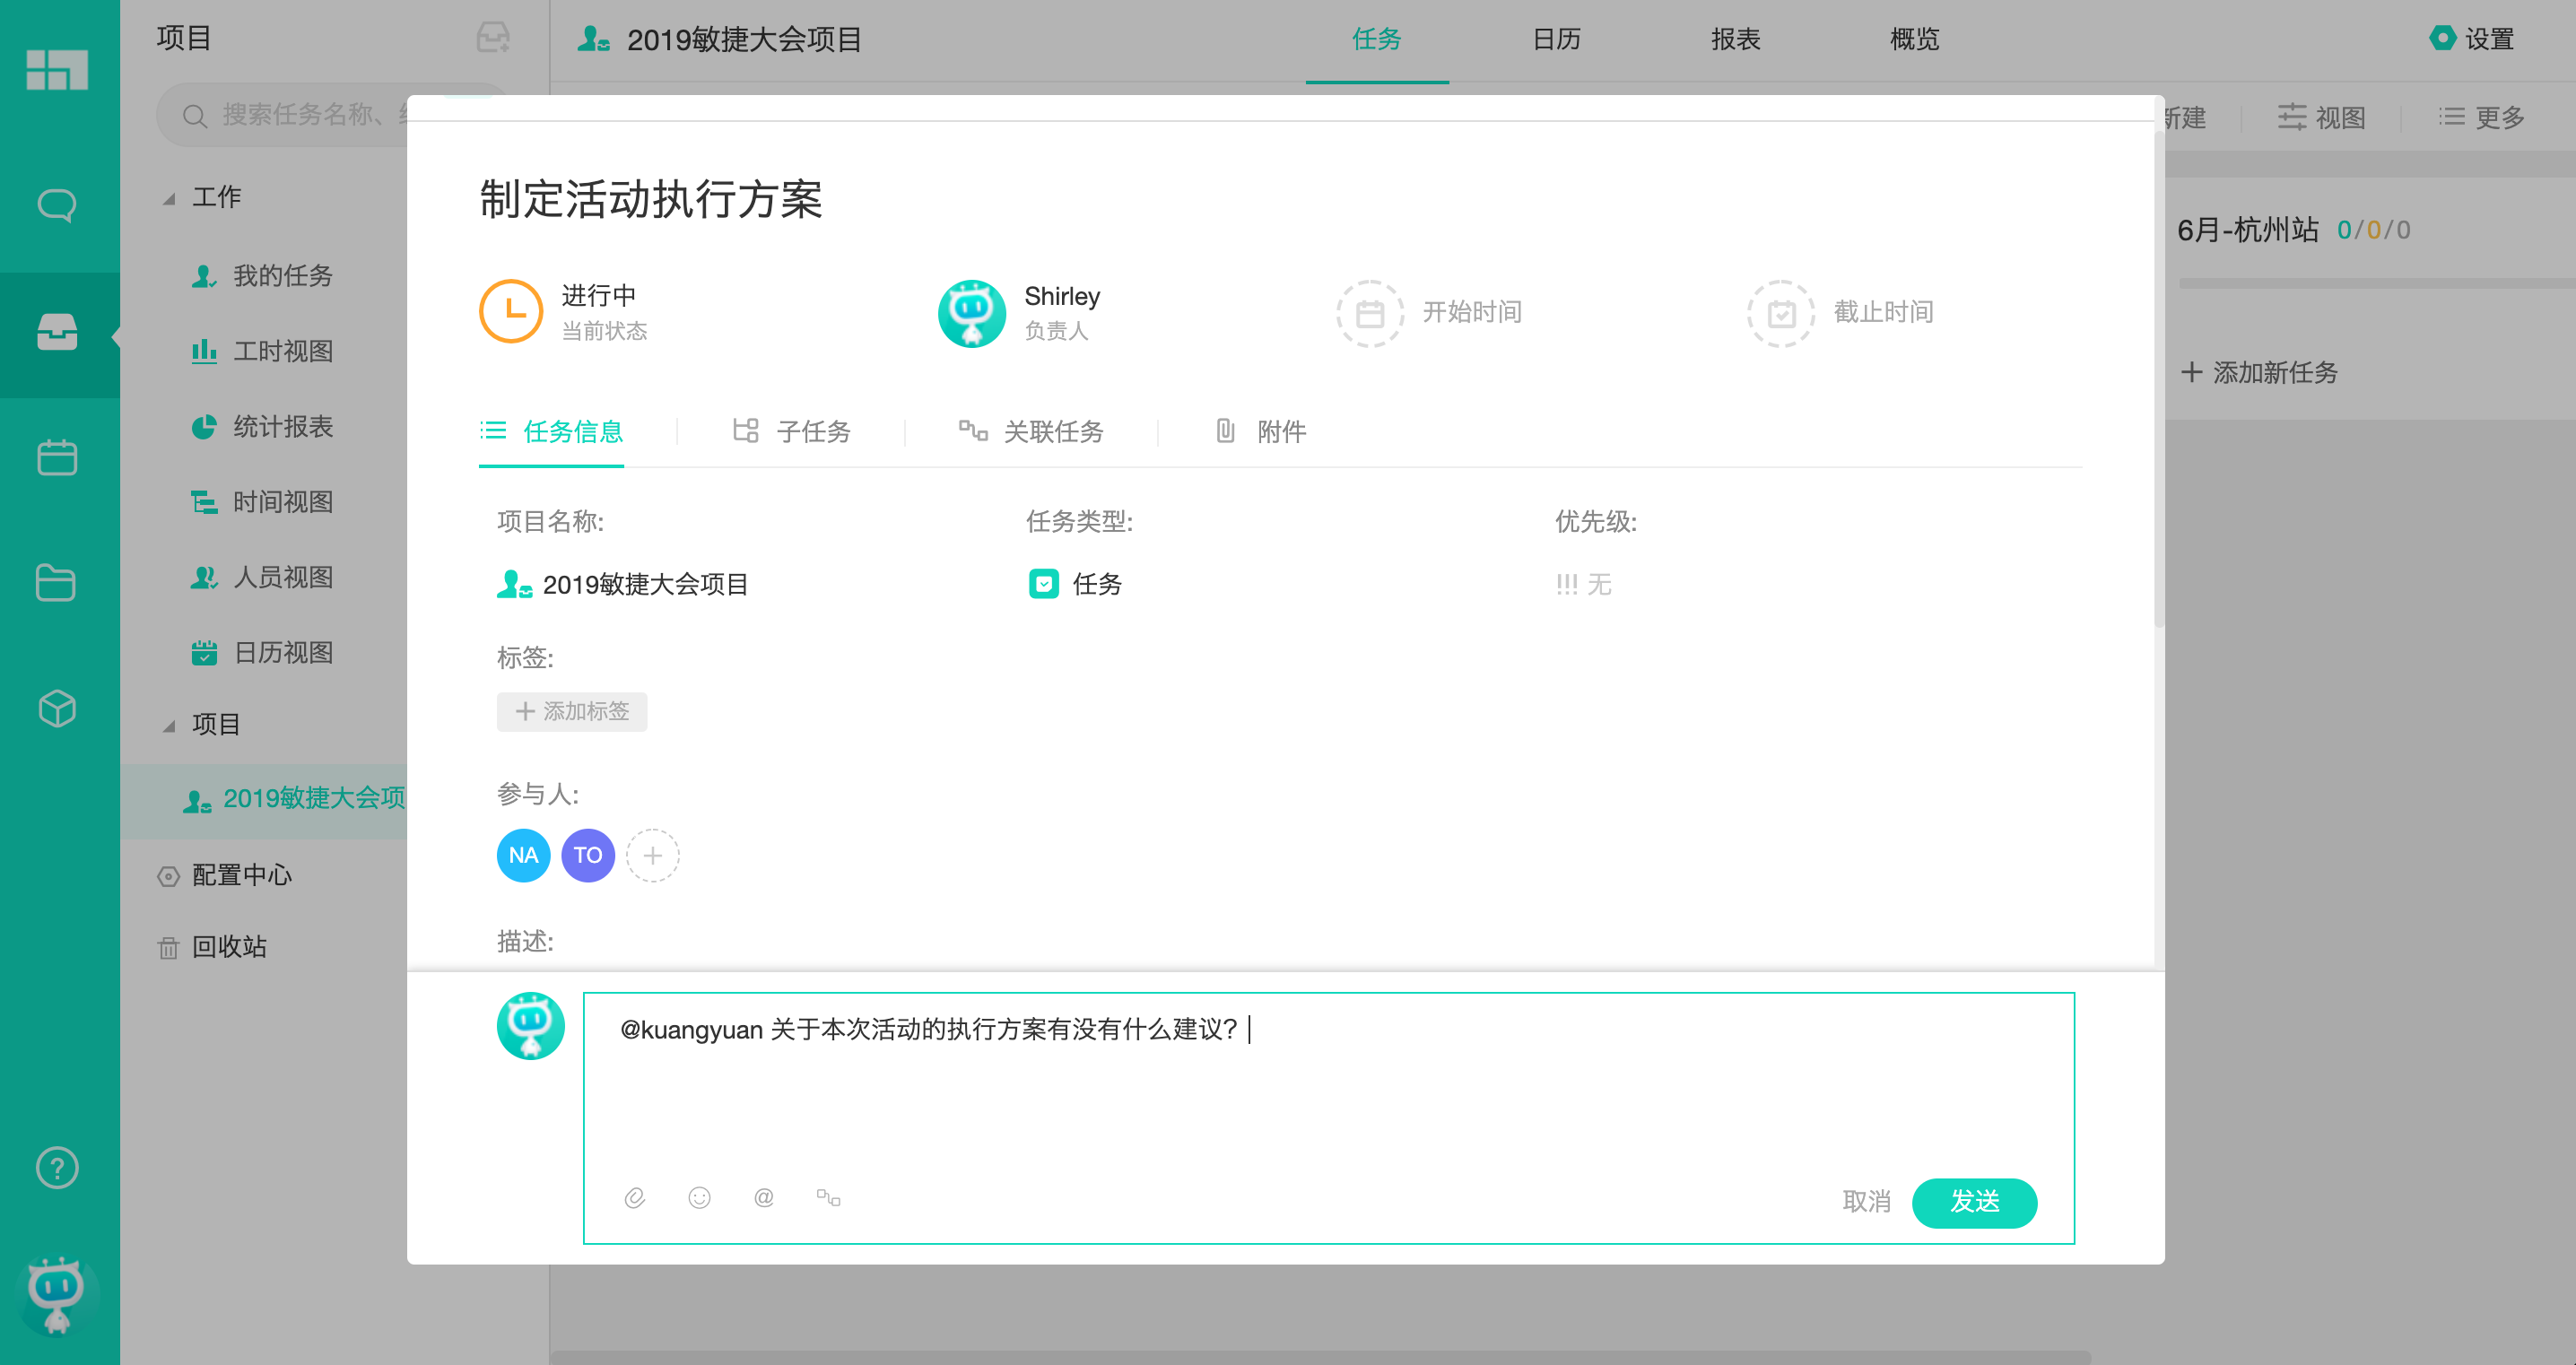 项目
搜索任务名称、
工作
我的任务
工时视图
统计报表
时间视图
人员视图
日历视图
项目
2019敏捷大会项
配置中心
回收站
2019敏捷大会项目
任务
日历
报表
概览
设置
新建
视图
更多
6月-杭州站 0/0/0
+ 添加新任务
制定活动执行方案
进行中
当前状态
Shirley
负责人
开始时间
截止时间
任务信息
子任务
关联任务
附件
项目名称:
任务类型:
优先级:
2019敏捷大会项目
任务
!!! 无
标签:
+ 添加标签
参与人:
NA
TO
描述:
@kuangyuan 关于本次活动的执行方案有没有什么建议?
取消
发送